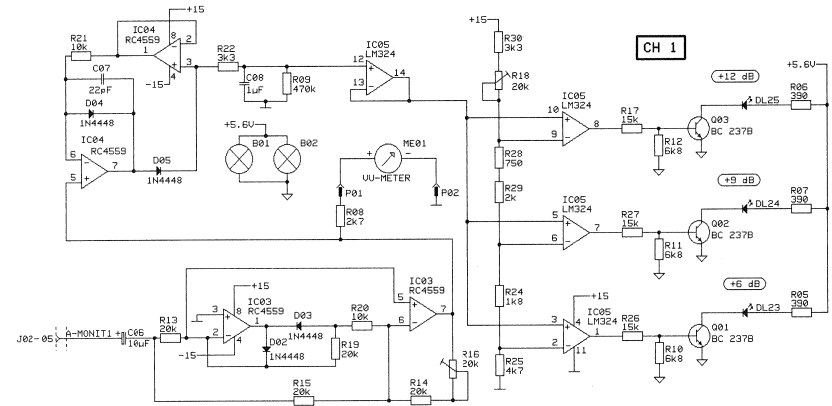 IC04
RC4559
+15
R21
10k
1
8
2
3
4
-15
R22
3k3
C07
22pF
D04
1N4448
IC04
RC4559
6
5
7
D05
1N4448
C08
1µF
R09
470k
IC05
LM324
12
13
14
+5.6V
B01
B02
+
ME01
-
VU-METER
P01
P02
R08
2k7
+15
R30
3k3
R18
20k
CH 1
+5.6V
+12 dB
IC05
LM324
10
9
8
R17
15k
R12
6k8
Q03
BC 237B
DL25
R06
390
R28
750
R29
2k
+9 dB
IC05
LM324
5
6
7
R27
15k
R11
6k8
Q02
BC 237B
DL24
R07
390
R24
1k8
+6 dB
+15
IC05
LM324
3
2
4
1
11
R26
15k
R10
6k8
Q01
BC 237B
DL23
R05
390
R25
4k7
J02-05
A-MONIT1
+
C06
10µF
R13
20k
+15
IC03
RC4559
3
2
8
1
4
-15
D03
1N4448
D02
1N4448
R19
20k
R20
10k
IC03
RC4559
5
6
7
R16
20k
R15
20k
R14
20k